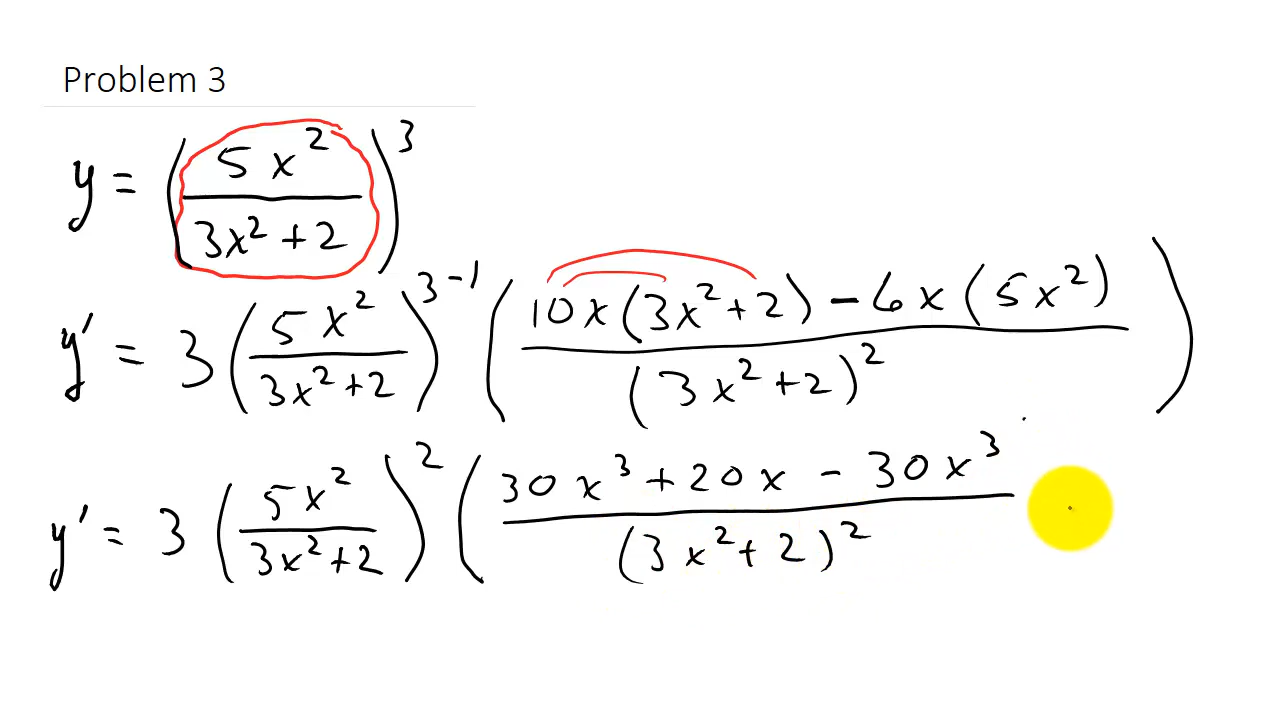 Problem 3
y = (5x²/(3x²+2))³
y' = 3(5x²/(3x²+2))³⁻¹ ((10x(3x²+2) - 6x(5x²))/(3x²+2)²)
y' = 3(5x²/(3x²+2))² ((30x³+20x - 30x³)/(3x²+2)²